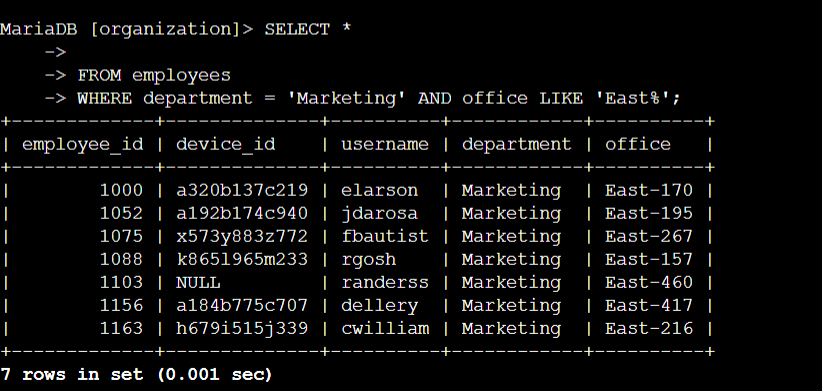 MariaDB [organization]> SELECT *
    ->
    -> FROM employees
    -> WHERE department = 'Marketing' AND office LIKE 'East%';
+-------------+--------------+----------+------------+----------+
| employee_id | device_id    | username | department | office   |
+-------------+--------------+----------+------------+----------+
|        1000 | a320b137c219 | elarson  | Marketing  | East-170 |
|        1052 | a192b174c940 | jdarosa  | Marketing  | East-195 |
|        1075 | x573y883z772 | fbautist | Marketing  | East-267 |
|        1088 | k865l965m233 | rgosh    | Marketing  | East-157 |
|        1103 | NULL         | randerss | Marketing  | East-460 |
|        1156 | a184b775c707 | dellery  | Marketing  | East-417 |
|        1163 | h679i515j339 | cwilliam | Marketing  | East-216 |
+-------------+--------------+----------+------------+----------+
7 rows in set (0.001 sec)